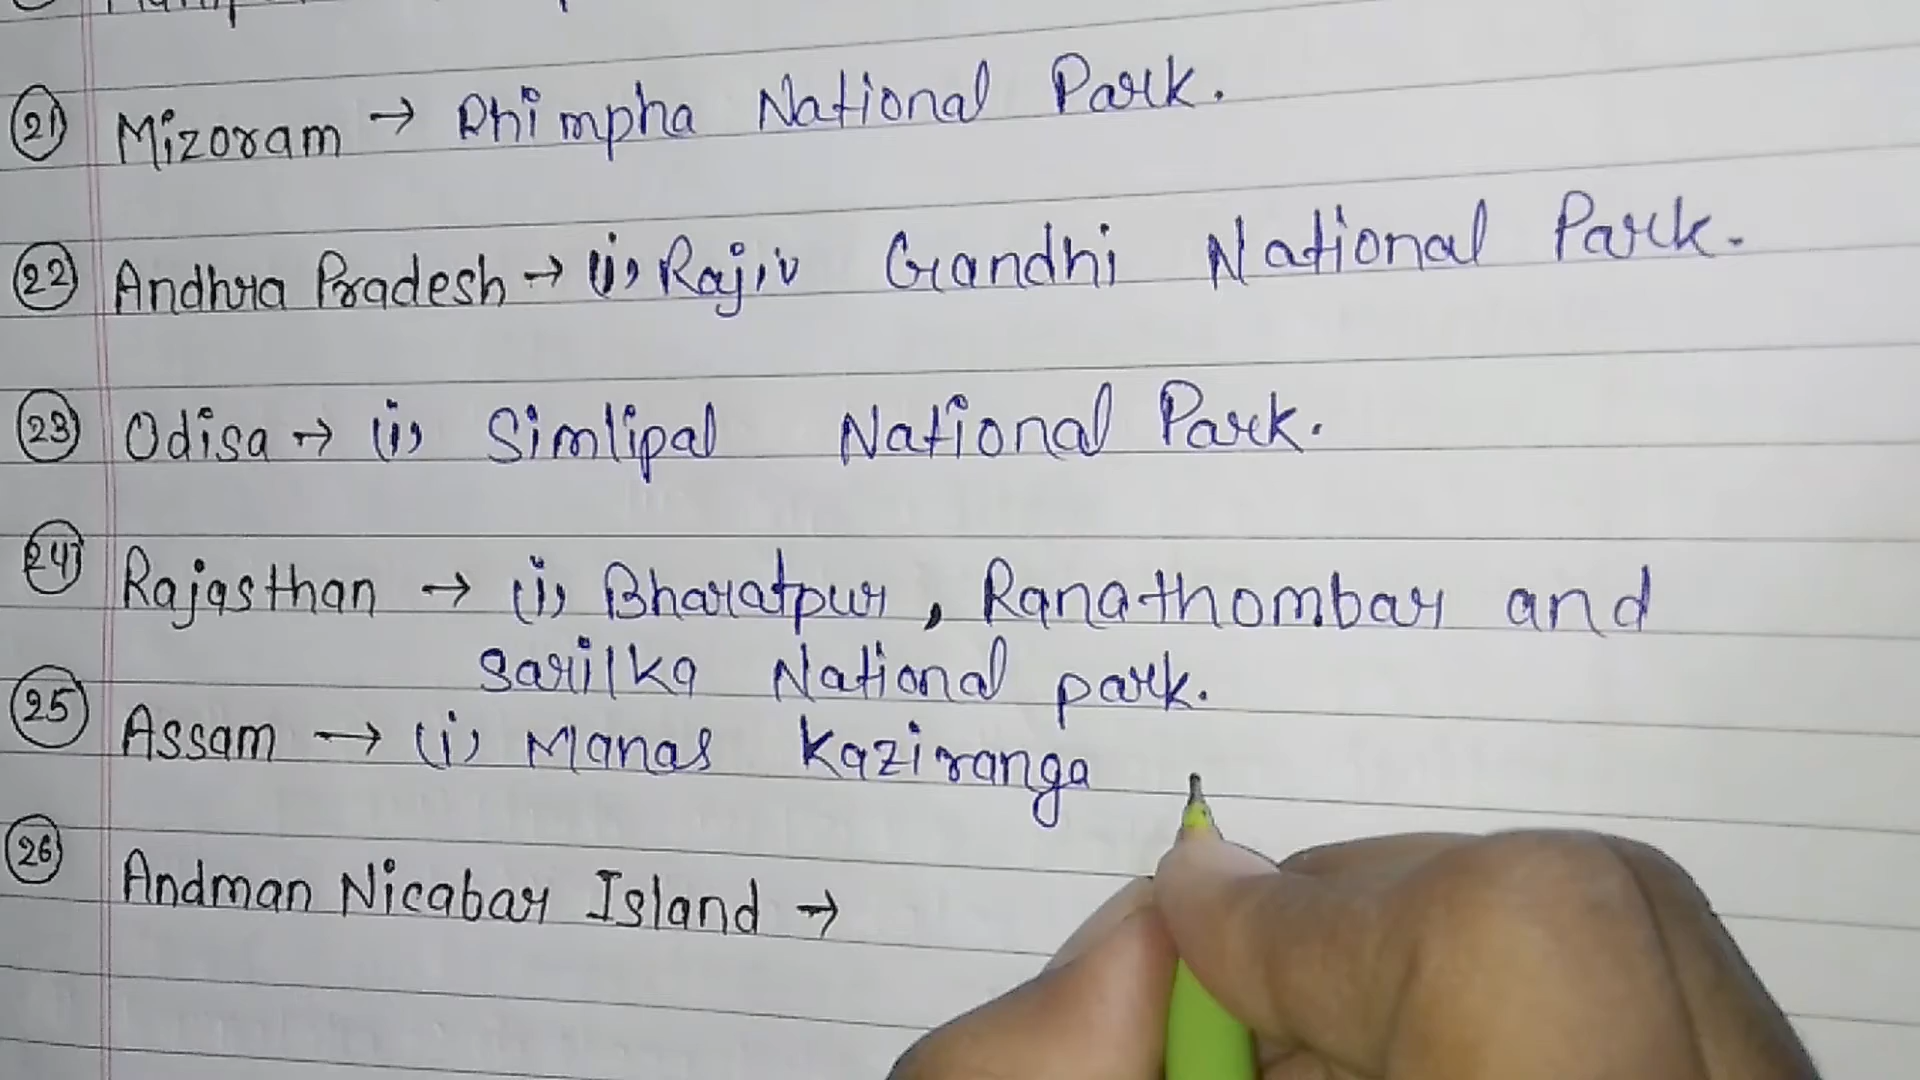 21 Mizoram → Dhimpha National Park.
22 Andhra Pradesh → (i) Rajiv Gandhi National Park.
23 Odisa → (i) Simlipal National Park.
24 Rajasthan → (i) Bharatpur, Ranathombar and
Sarilka National park.
25 Assam → (i) Manas Kaziranga
26 Andman Nicabar Island →